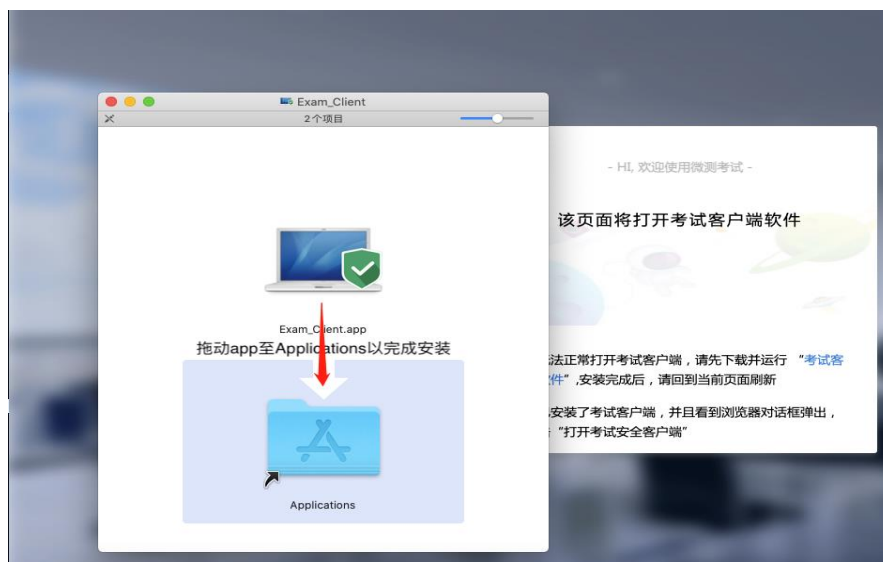 Exam_Client
2个项目
Exam_Client.app
拖动app至Applications以完成安装
Applications
- HI, 欢迎使用微测考试 -
该页面将打开考试客户端软件
法正常打开考试客户端，请先下载并运行 “考试客
件”,安装完成后，请回到当前页面刷新
安装了考试客户端，并且看到浏览器对话框弹出，
“打开考试安全客户端”